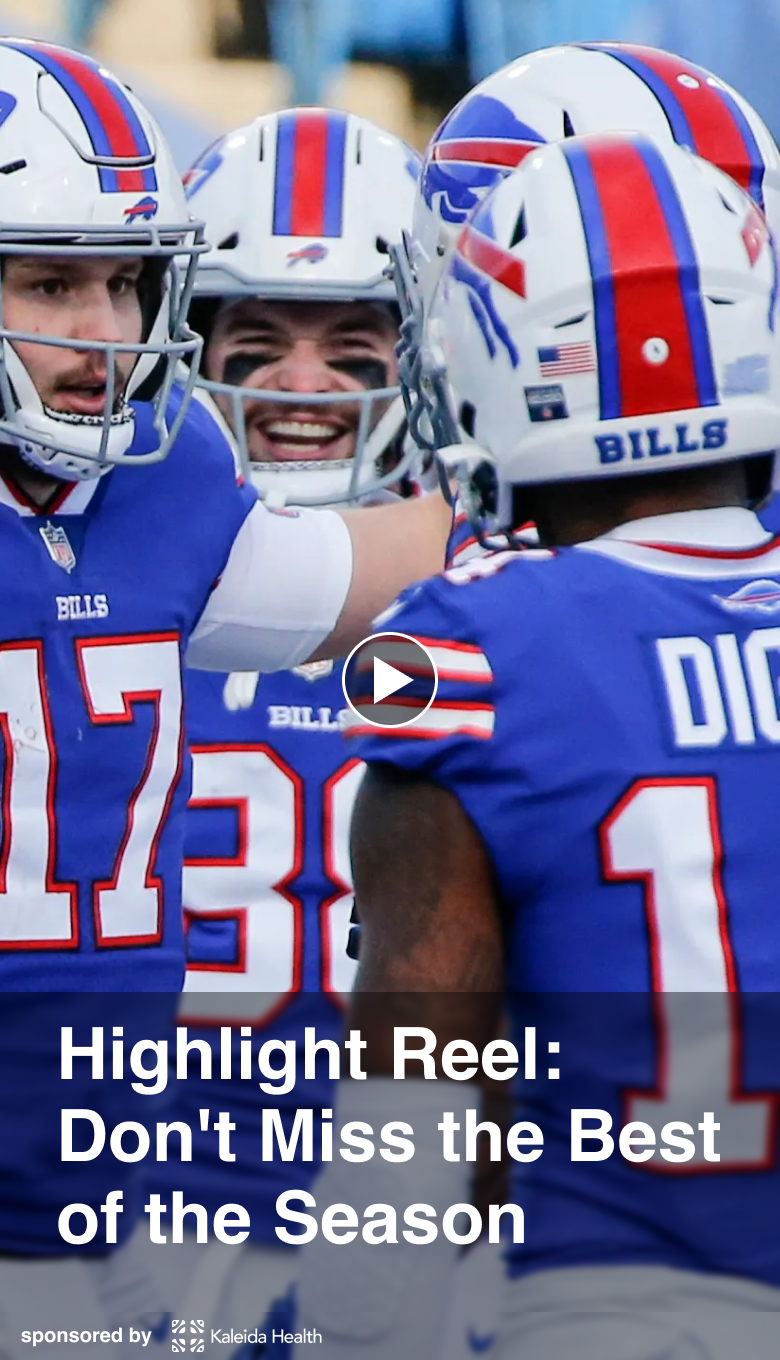 BILLS
BILLS
17
BILLS
DIG
88
1
Highlight Reel:
Don't Miss the Best
of the Season
sponsored by Kaleida Health